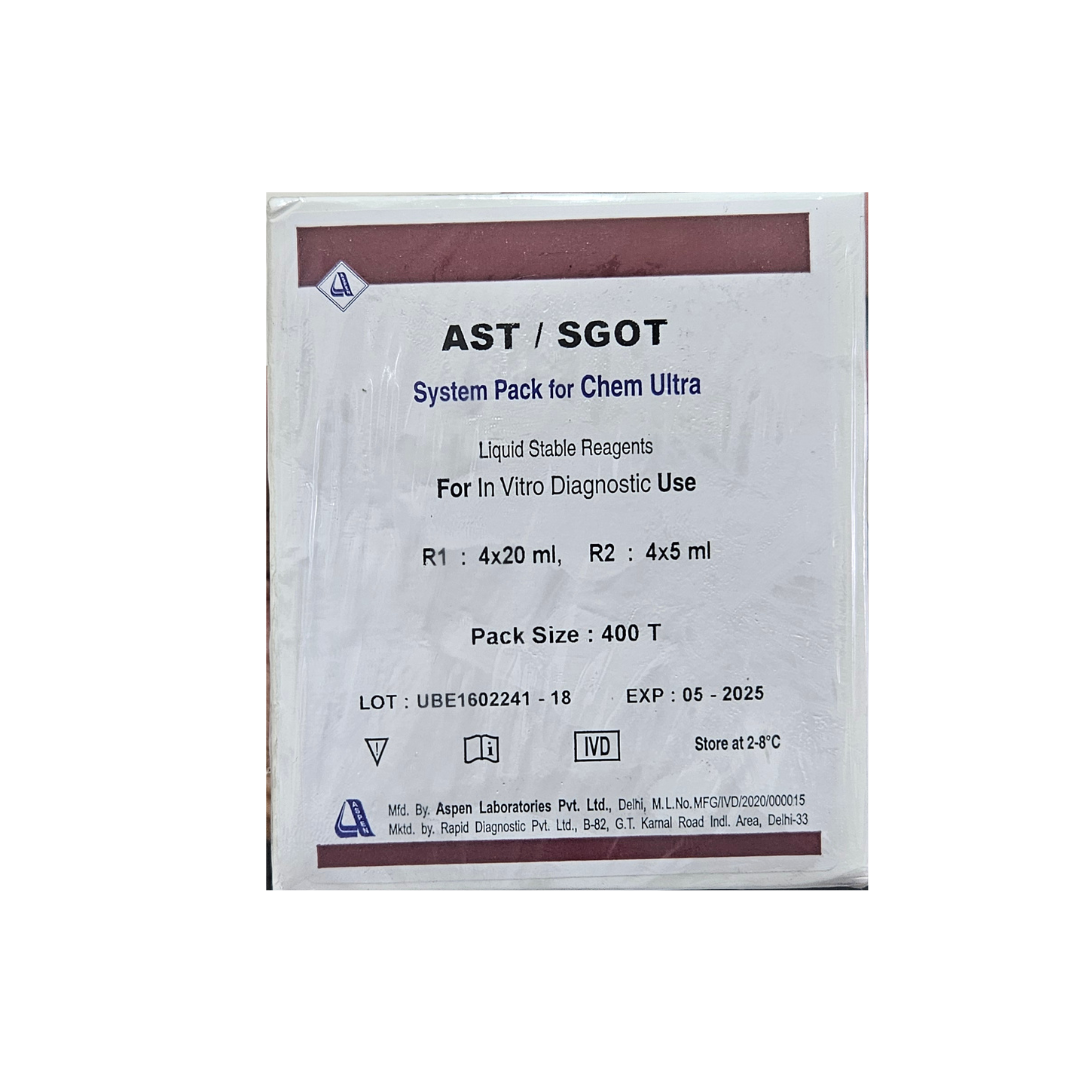 AST / SGOT
System Pack for Chem Ultra
Liquid Stable Reagents
For In Vitro Diagnostic Use
R1 : 4x20 ml, R2 : 4x5 ml
Pack Size : 400 T
LOT : UBE1602241 - 18 EXP : 05 - 2025
IVD Store at 2-8°C
ASPEN
Mfd. By. Aspen Laboratories Pvt. Ltd., Delhi, M.L.No.MFG/IVD/2020/000015
Mktd. by. Rapid Diagnostic Pvt. Ltd., B-82, G.T. Karnal Road Indl. Area, Delhi-33